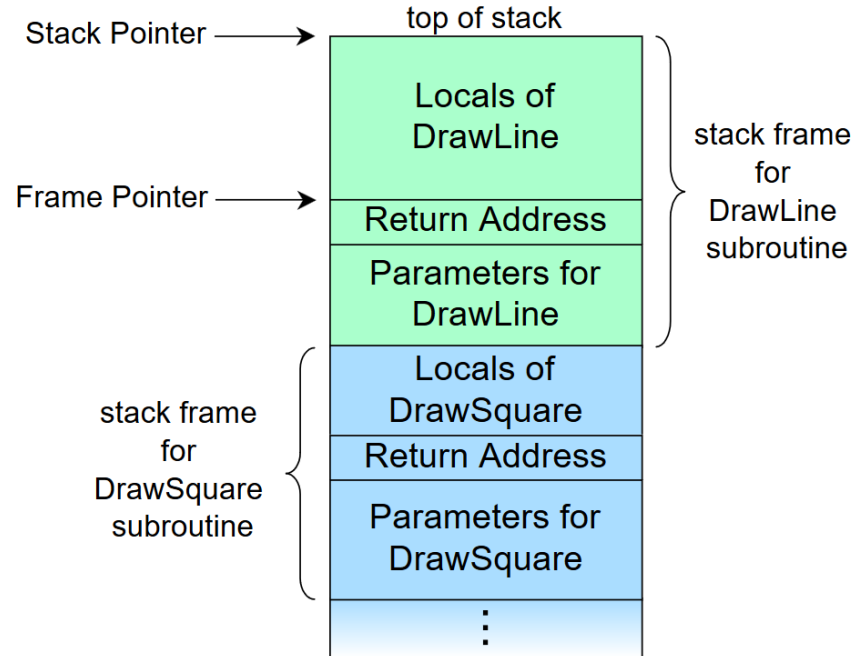 top of stack
Stack Pointer
Locals of
DrawLine
stack frame
for
DrawLine
subroutine
Frame Pointer
Return Address
Parameters for
DrawLine
Locals of
DrawSquare
stack frame
for
DrawSquare
subroutine
Return Address
Parameters for
DrawSquare